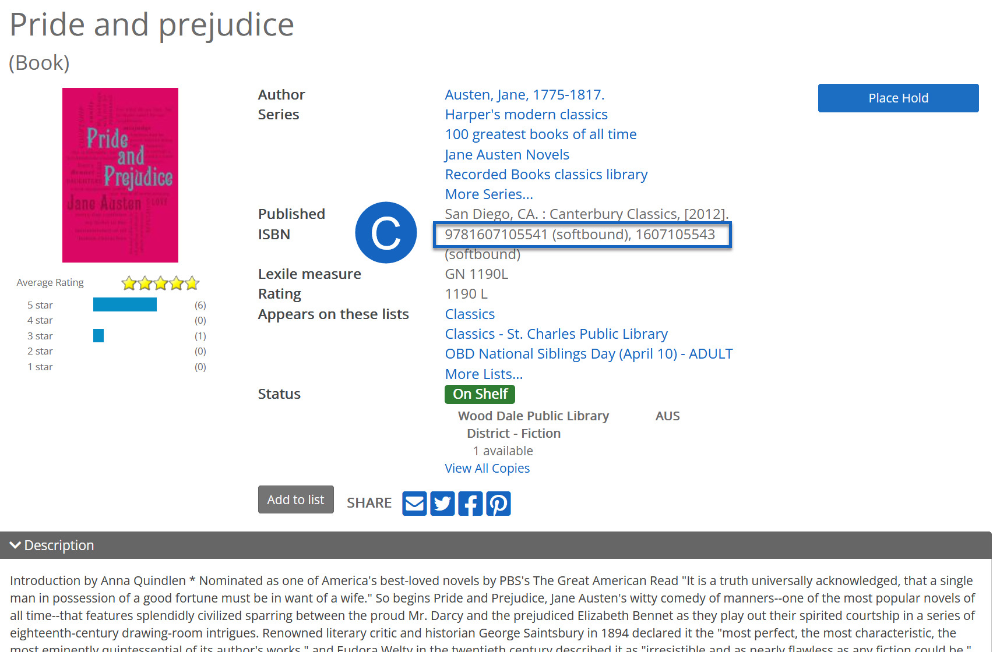 Pride and prejudice
(Book)
Pride
and
Prejudice
Jane Austen
LOVE
Average Rating
5 star (6)
4 star (0)
3 star (1)
2 star (0)
1 star (0)
Author Austen, Jane, 1775-1817.
Series Harper's modern classics
100 greatest books of all time
Jane Austen Novels
Recorded Books classics library
More Series...
Published San Diego, CA. : Canterbury Classics, [2012].
C
ISBN 9781607105541 (softbound), 1607105543
(softbound)
Lexile measure GN 1190L
Rating 1190 L
Appears on these lists Classics
Classics - St. Charles Public Library
OBD National Siblings Day (April 10) - ADULT
More Lists...
Status On Shelf
Wood Dale Public Library AUS
District - Fiction
1 available
View All Copies
Place Hold
Add to list SHARE
Description
Introduction by Anna Quindlen * Nominated as one of America's best-loved novels by PBS's The Great American Read "It is a truth universally acknowledged, that a single
man in possession of a good fortune must be in want of a wife." So begins Pride and Prejudice, Jane Austen's witty comedy of manners--one of the most popular novels of
all time--that features splendidly civilized sparring between the proud Mr. Darcy and the prejudiced Elizabeth Bennet as they play out their spirited courtship in a series of
eighteenth-century drawing-room intrigues. Renowned literary critic and historian George Saintsbury in 1894 declared it the "most perfect, the most characteristic, the
most eminently quintessential of its author's works," and Eudora Welty in the twentieth century described it as "irresistible and as nearly flawless as any fiction could be."